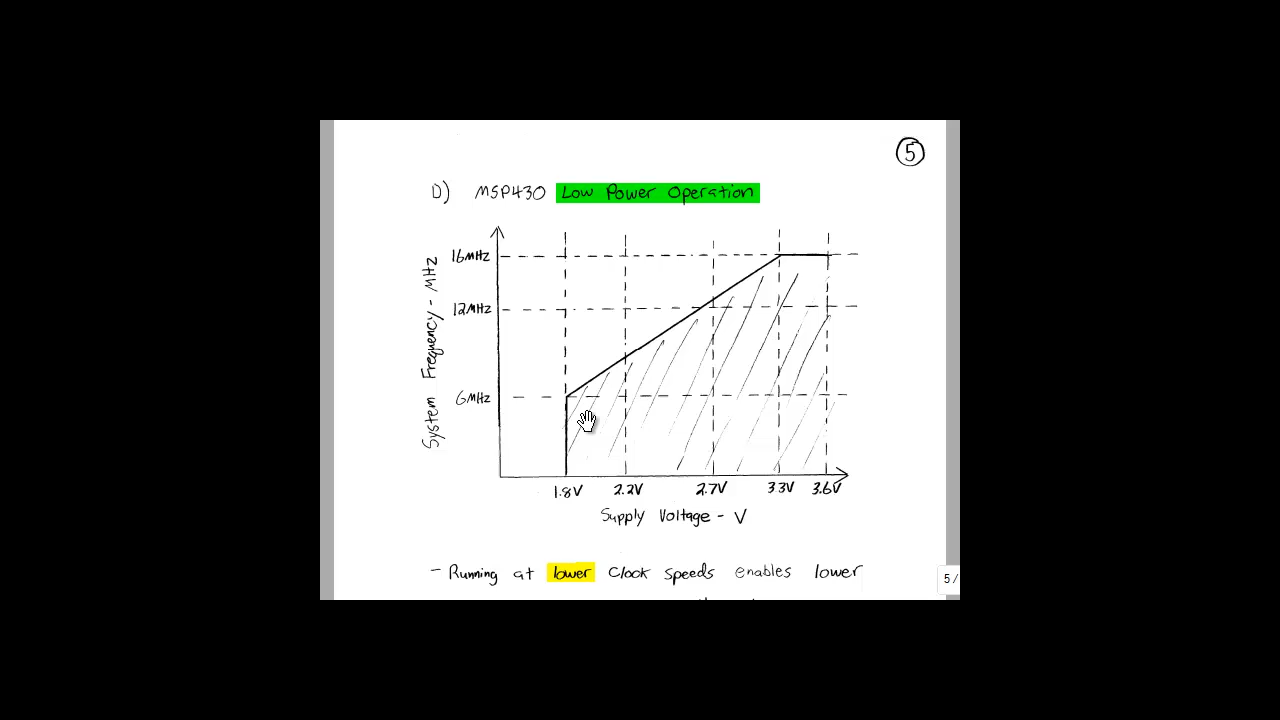 5
D) MSP430 Low Power Operation
16MHz
12MHz
6MHz
System Frequency - MHz
1.8V 2.2V 2.7V 3.3V 3.6V
Supply Voltage - V
- Running at lower clock speeds enables lower
5 /